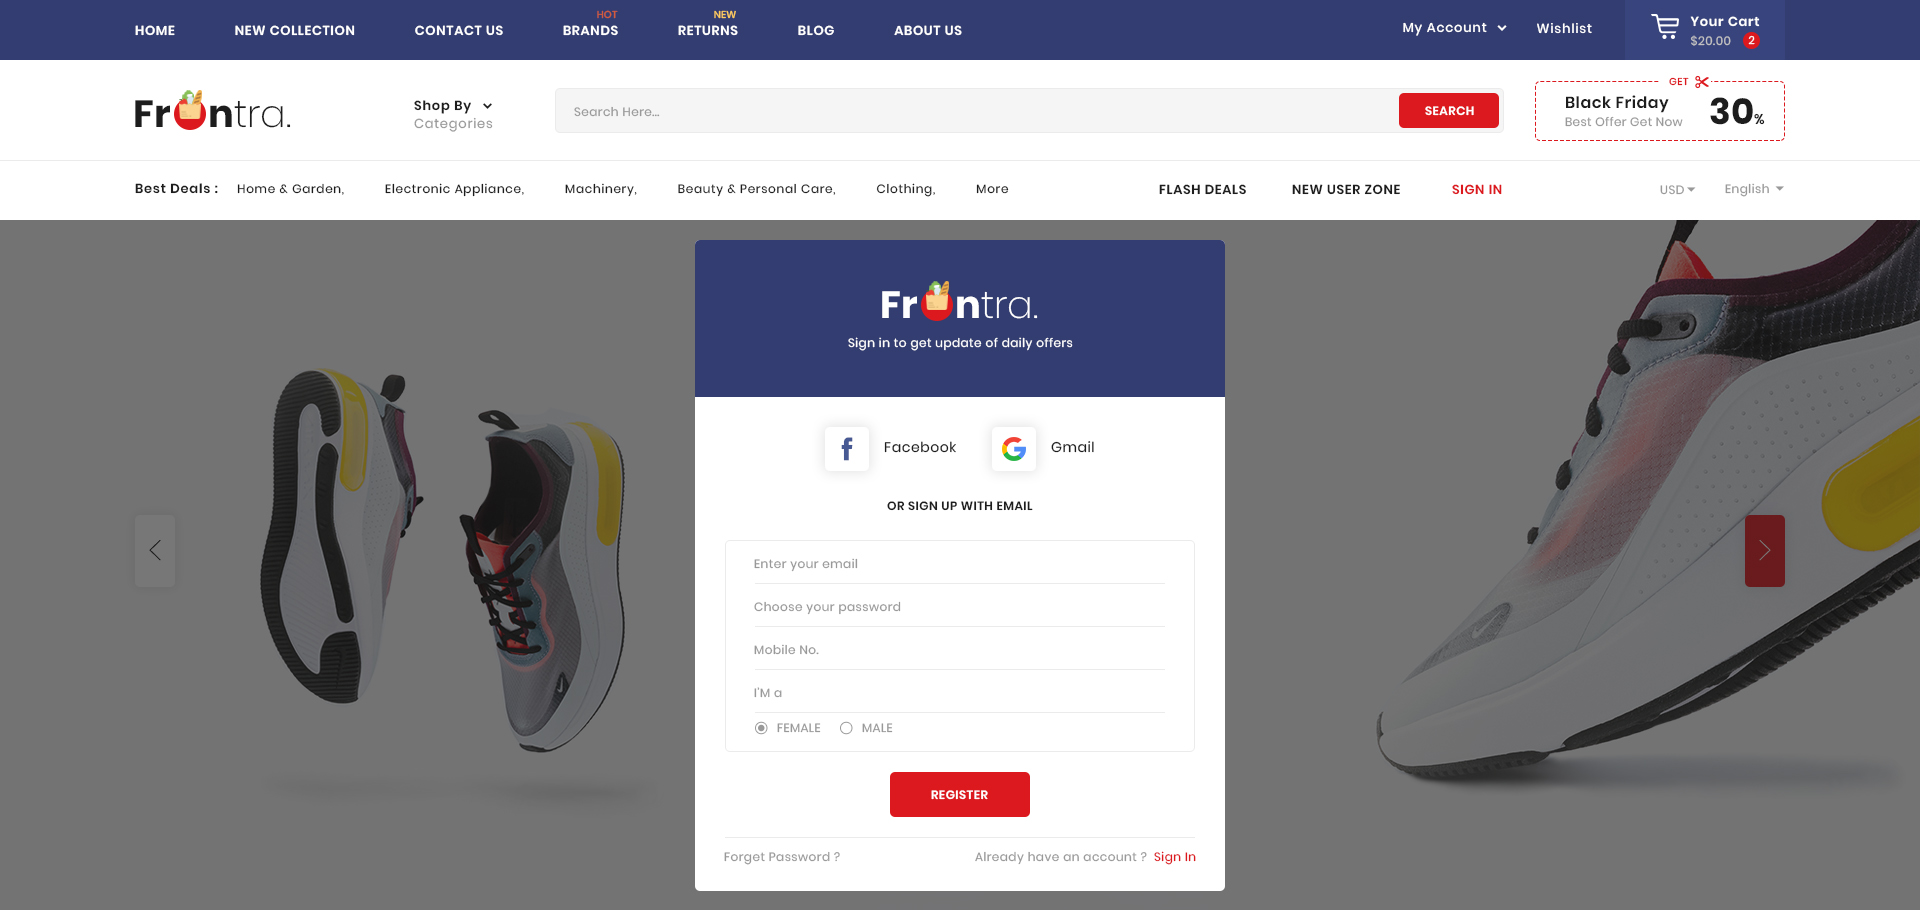 HOME NEW COLLECTION CONTACT US HOT BRANDS NEW RETURNS BLOG ABOUT US My Account Wishlist Your Cart
$20.00 2
Frontra.
Shop By
Categories
Search Here...
SEARCH
GET
Black Friday
Best Offer Get Now
30%
Best Deals : Home & Garden, Electronic Appliance, Machinery, Beauty & Personal Care, Clothing, More FLASH DEALS NEW USER ZONE SIGN IN USD English
Frontra.
Sign in to get update of daily offers
Facebook Gmail
OR SIGN UP WITH EMAIL
Enter your email
Choose your password
Mobile No.
I'M a
FEMALE MALE
REGISTER
Forget Password ? Already have an account ? Sign In